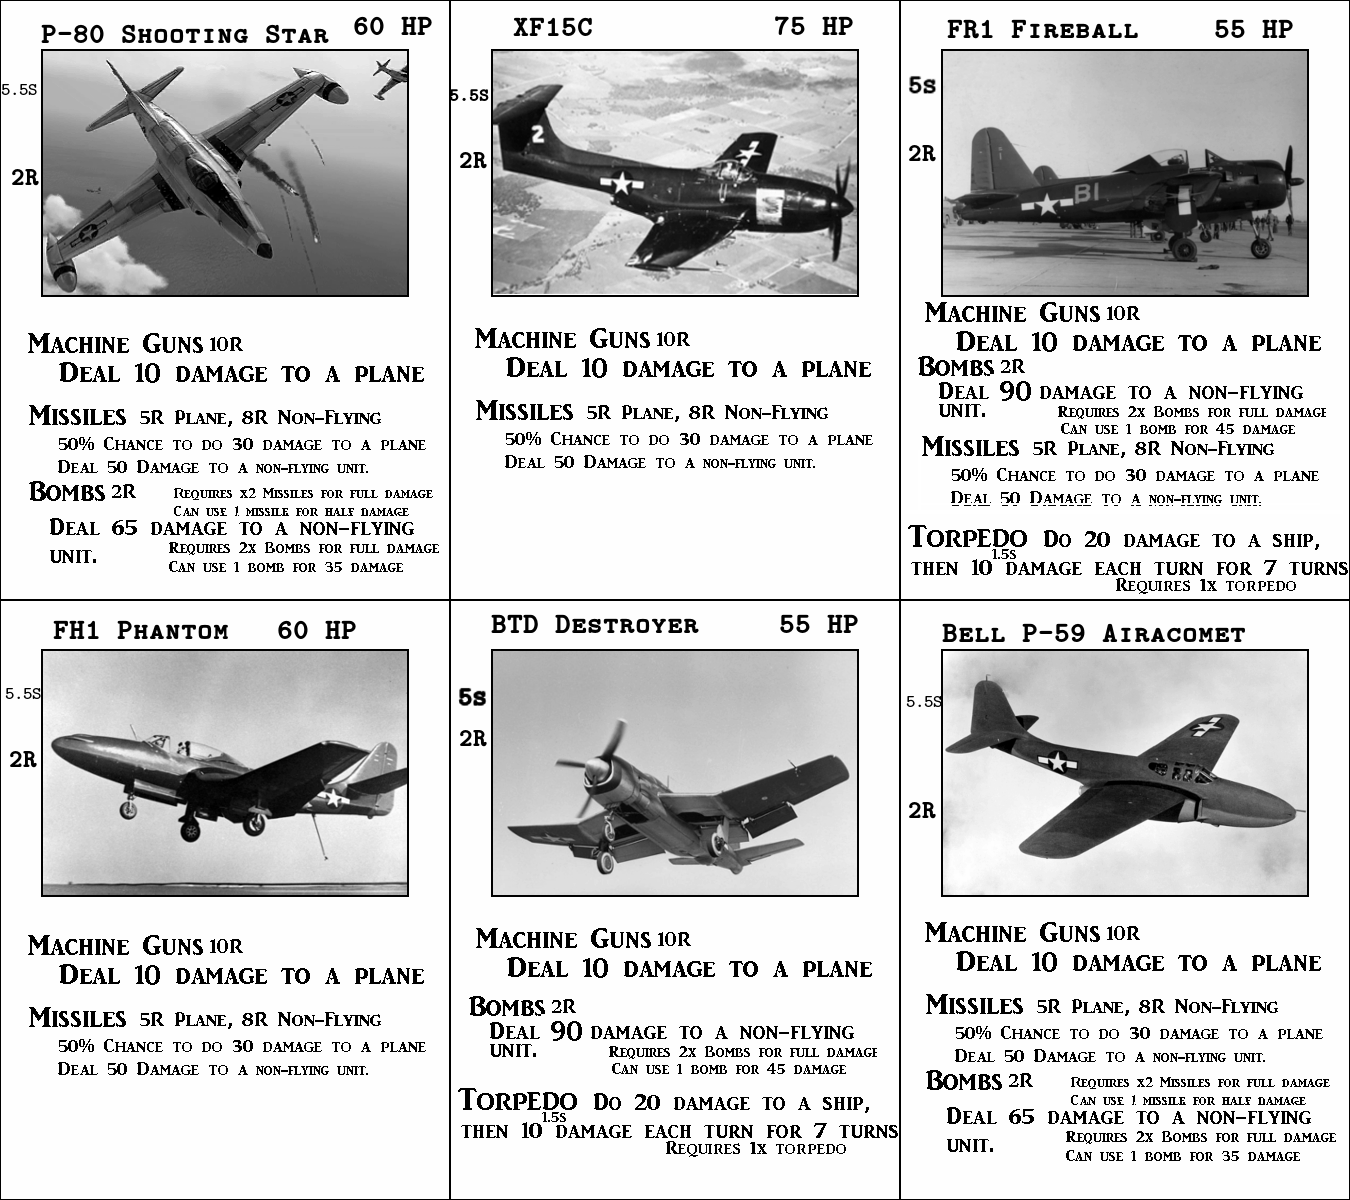 P-80 Shooting Star 60 HP
5.5S
2R
Machine Guns 10R
Deal 10 damage to a plane
Missiles 5R Plane, 8R Non-Flying
50% Chance to do 30 damage to a plane
Deal 50 Damage to a non-flying unit.
Requires x2 Missiles for full damage
Can use 1 missile for half damage
Bombs 2R
Deal 65 damage to a non-flying
unit.
Requires 2x Bombs for full damage
Can use 1 bomb for 35 damage
XF15C 75 HP
5.5S
2R
2
Machine Guns 10R
Deal 10 damage to a plane
Missiles 5R Plane, 8R Non-Flying
50% Chance to do 30 damage to a plane
Deal 50 Damage to a non-flying unit.
FR1 Fireball 55 HP
5s
2R
B1
Machine Guns 10R
Deal 10 damage to a plane
Bombs 2R
Deal 90 damage to a non-flying
unit.
Requires 2x Bombs for full damage
Can use 1 bomb for 45 damage
Missiles 5R Plane, 8R Non-Flying
50% Chance to do 30 damage to a plane
Deal 50 Damage to a non-flying unit.
Torpedo Do 20 damage to a ship,
1.5s
then 10 damage each turn for 7 turns
Requires 1x torpedo
FH1 Phantom 60 HP
5.5S
2R
Machine Guns 10R
Deal 10 damage to a plane
Missiles 5R Plane, 8R Non-Flying
50% Chance to do 30 damage to a plane
Deal 50 Damage to a non-flying unit.
BTD Destroyer 55 HP
5s
2R
Machine Guns 10R
Deal 10 damage to a plane
Bombs 2R
Deal 90 damage to a non-flying
unit.
Requires 2x Bombs for full damage
Can use 1 bomb for 45 damage
Torpedo Do 20 damage to a ship,
1.5s
then 10 damage each turn for 7 turns
Requires 1x torpedo
Bell P-59 Airacomet
5.5S
2R
Machine Guns 10R
Deal 10 damage to a plane
Missiles 5R Plane, 8R Non-Flying
50% Chance to do 30 damage to a plane
Deal 50 Damage to a non-flying unit.
Requires x2 Missiles for full damage
Can use 1 missile for half damage
Bombs 2R
Deal 65 damage to a non-flying
unit.
Requires 2x Bombs for full damage
Can use 1 bomb for 35 damage